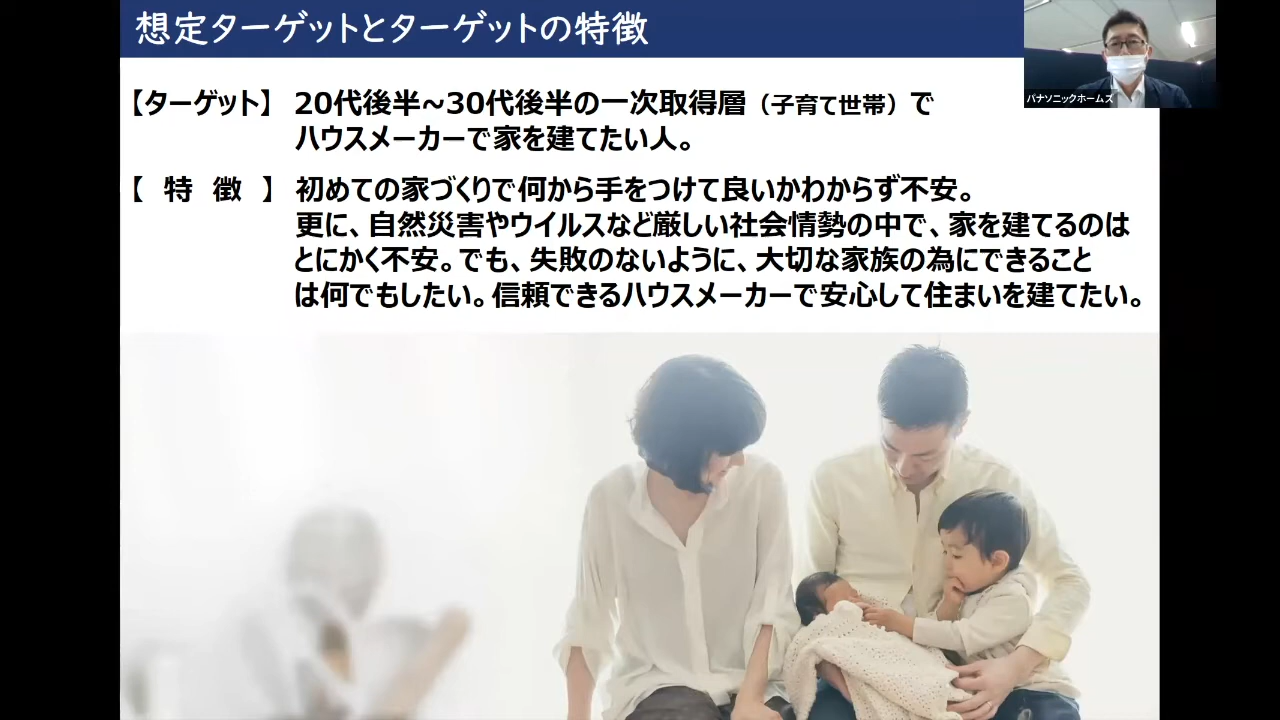 想定ターゲットとターゲットの特徴
パナソニックホームズ
【ターゲット】 20代後半~30代後半の一次取得層（子育て世帯）で
ハウスメーカーで家を建てたい人。
【 特 徴 】 初めての家づくりで何から手をつけて良いかわからず不安。
更に、自然災害やウイルスなど厳しい社会情勢の中で、家を建てるのは
とにかく不安。でも、失敗のないように、大切な家族の為にできること
は何でもしたい。信頼できるハウスメーカーで安心して住まいを建てたい。